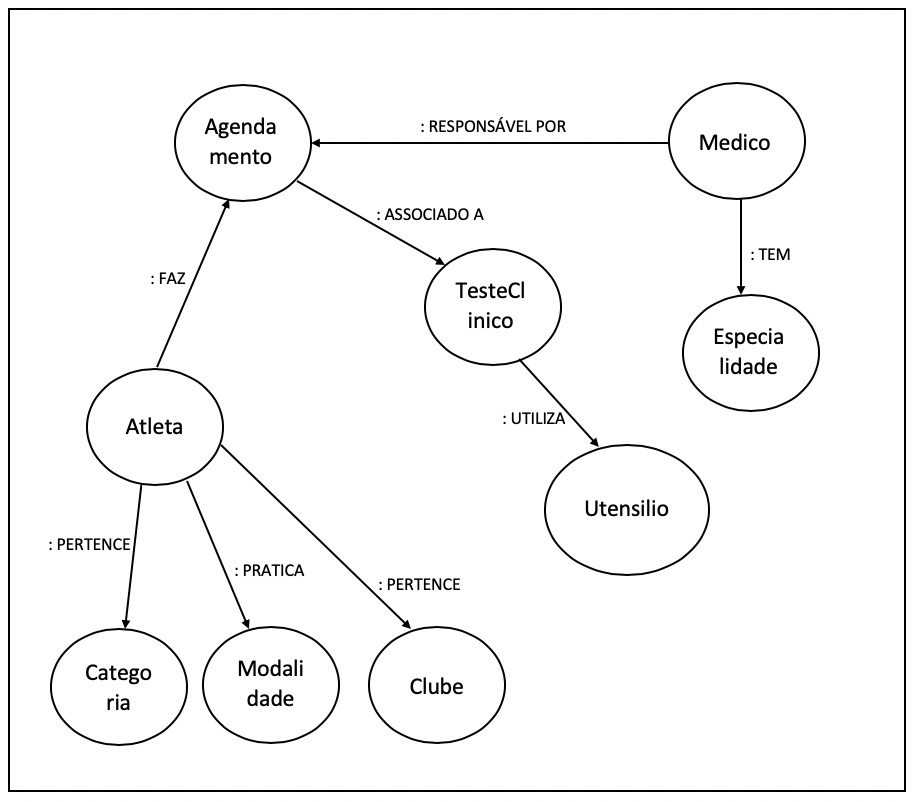 : RESPONSÁVEL POR
Agenda
mento
Medico
: ASSOCIADO A
: TEM
: FAZ
TesteCl
inico
Especia
lidade
Atleta
: UTILIZA
Utensilio
: PERTENCE
: PRATICA
: PERTENCE
Catego
ria
Modali
dade
Clube